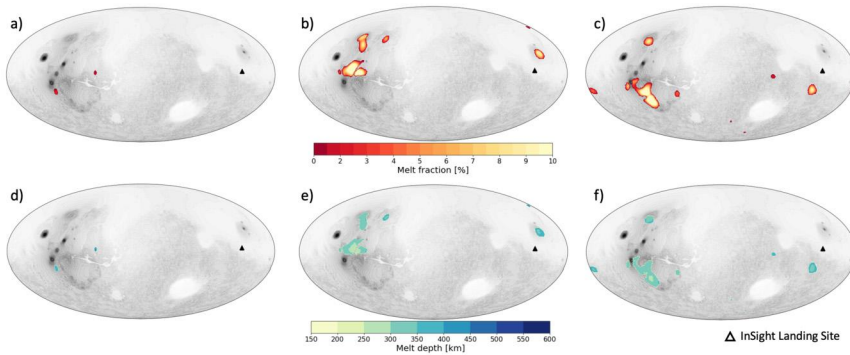 a)
b)
c)
0 1 2 3 4 5 6 7 8 9 10
Melt fraction [%]
d)
e)
f)
150 200 250 300 350 400 450 500 550 600
Melt depth [km]
InSight Landing Site